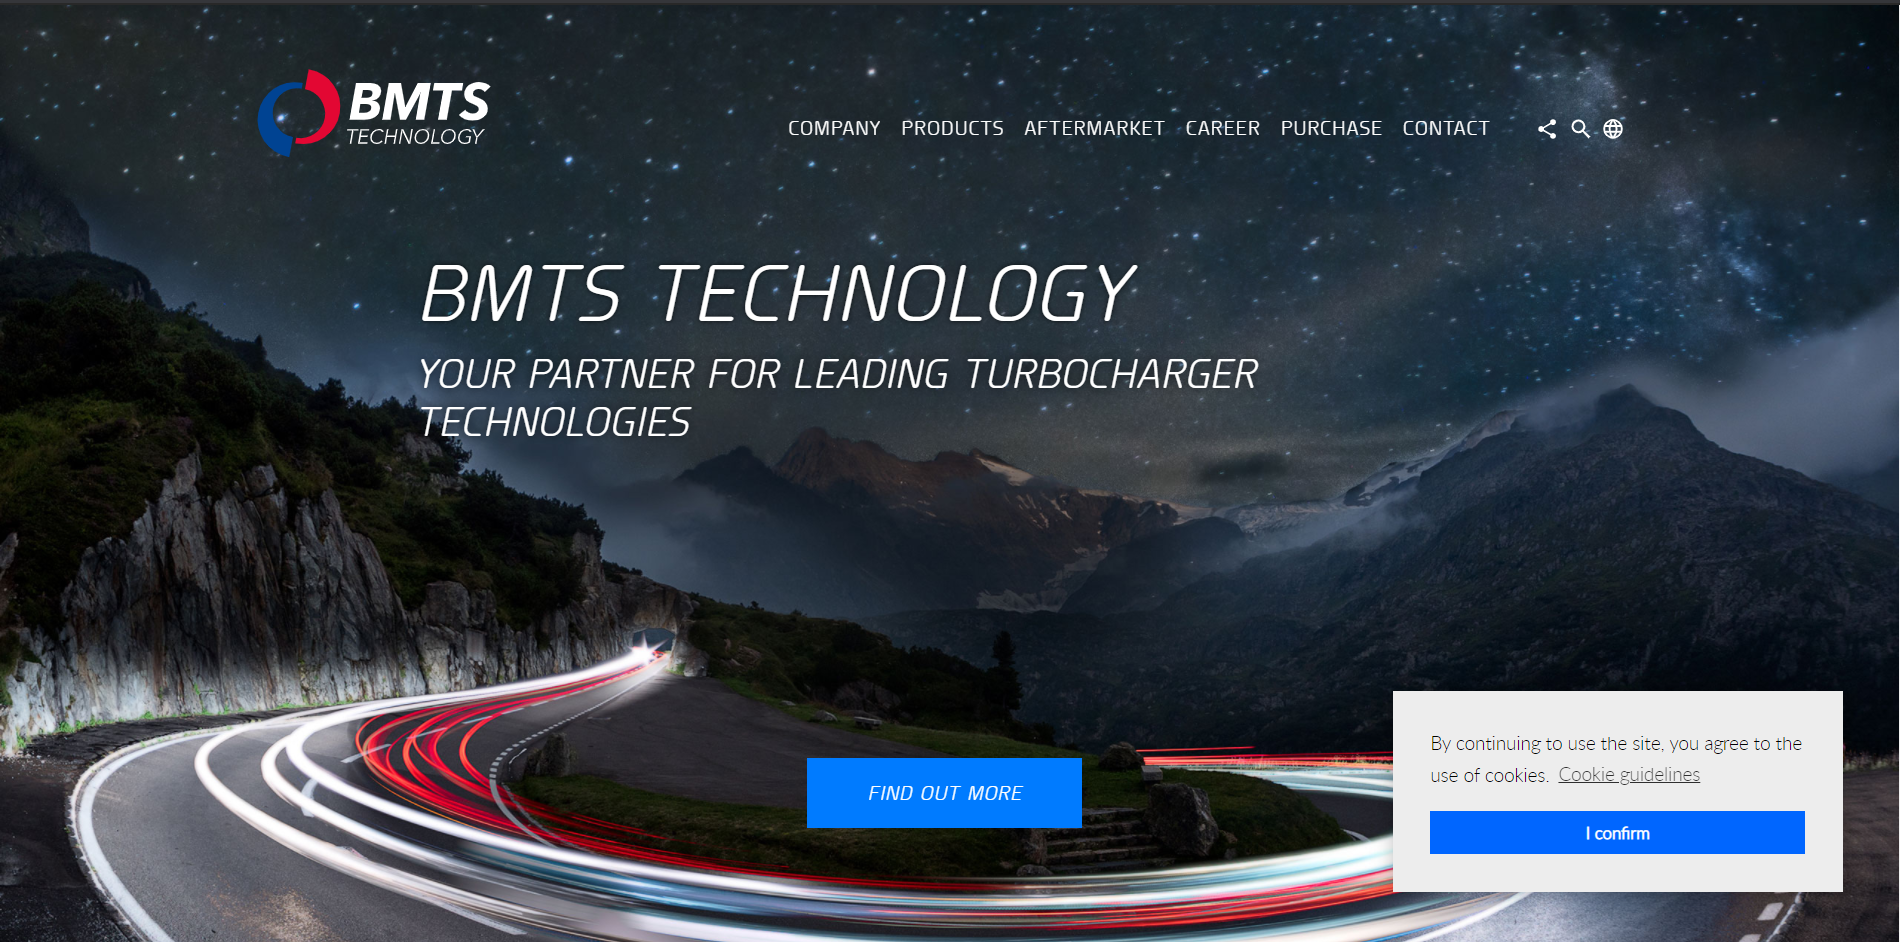 BMTS
TECHNOLOGY
COMPANY PRODUCTS AFTERMARKET CAREER PURCHASE CONTACT
BMTS TECHNOLOGY
YOUR PARTNER FOR LEADING TURBOCHARGER
TECHNOLOGIES
FIND OUT MORE
By continuing to use the site, you agree to the
use of cookies. Cookie guidelines
I confirm